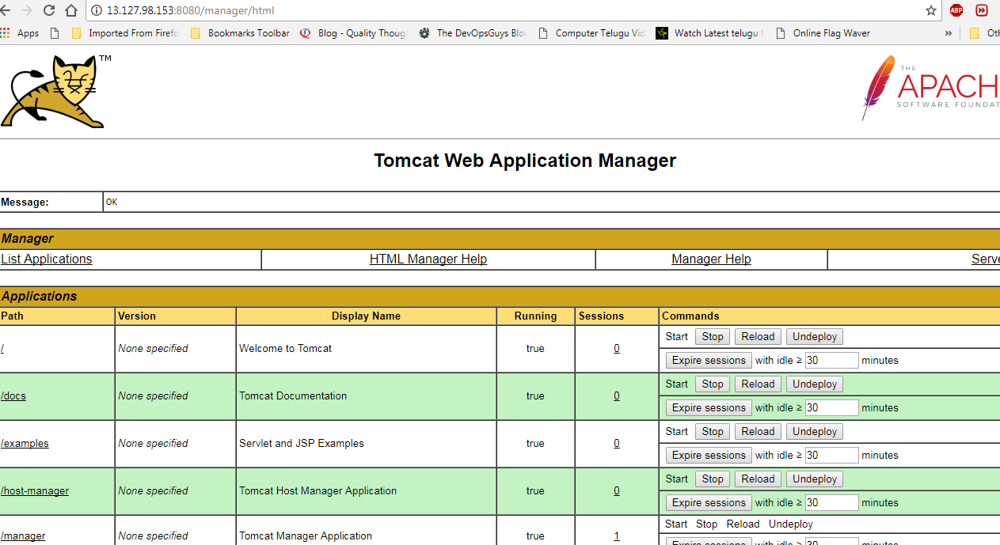 13.127.98.153:8080/manager/html
ABP
Apps Imported From Firefo Bookmarks Toolbar Blog - Quality Thoug The DevOpsGuys Blo Computer Telugu Vid Watch Latest telugu Online Flag Waver » Oth
TM
THE
APACH
SOFTWARE FOUNDAT
Tomcat Web Application Manager
Message: OK
Manager
List Applications HTML Manager Help Manager Help Serve
Applications
Path Version Display Name Running Sessions Commands
/ None specified Welcome to Tomcat true 0 Start Stop Reload Undeploy
Expire sessions with idle ≥ 30 minutes
/docs None specified Tomcat Documentation true 0 Start Stop Reload Undeploy
Expire sessions with idle ≥ 30 minutes
/examples None specified Servlet and JSP Examples true 0 Start Stop Reload Undeploy
Expire sessions with idle ≥ 30 minutes
/host-manager None specified Tomcat Host Manager Application true 0 Start Stop Reload Undeploy
Expire sessions with idle ≥ 30 minutes
/manager None specified Tomcat Manager Application true 1 Start Stop Reload Undeploy
Expire sessions with idle ≥ 30 minutes